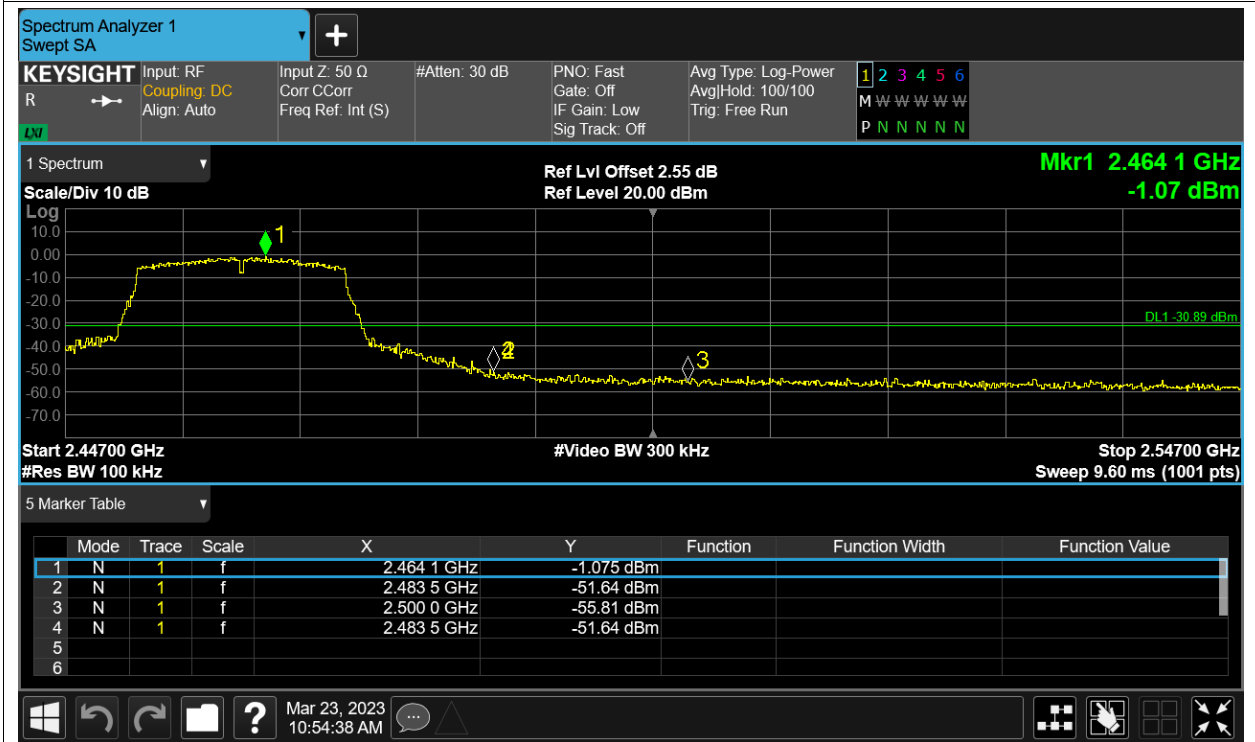 Spectrum Analyzer 1
Swept SA
+
KEYSIGHT Input: RF Input Z: 50 Ω #Atten: 30 dB PNO: Fast Avg Type: Log-Power 1 2 3 4 5 6
R Coupling: DC Corr CCorr Gate: Off Avg|Hold: 100/100 M W W W W W W
Align: Auto Freq Ref: Int (S) IF Gain: Low Trig: Free Run P N N N N N N
LXI Sig Track: Off
1 Spectrum Ref Lvl Offset 2.55 dB Mkr1 2.464 1 GHz
Scale/Div 10 dB Ref Level 20.00 dBm -1.07 dBm
Log
10.0
1
0.00
-10.0
-20.0
-30.0 DL1 -30.89 dBm
-40.0
-50.0 3
-60.0
-70.0
Start 2.44700 GHz #Video BW 300 kHz Stop 2.54700 GHz
#Res BW 100 kHz Sweep 9.60 ms (1001 pts)
5 Marker Table
Mode Trace Scale X Y Function Function Width Function Value
1 N 1 f 2.464 1 GHz -1.075 dBm
2 N 1 f 2.483 5 GHz -51.64 dBm
3 N 1 f 2.500 0 GHz -55.81 dBm
4 N 1 f 2.483 5 GHz -51.64 dBm
5
6
? Mar 23, 2023
10:54:38 AM